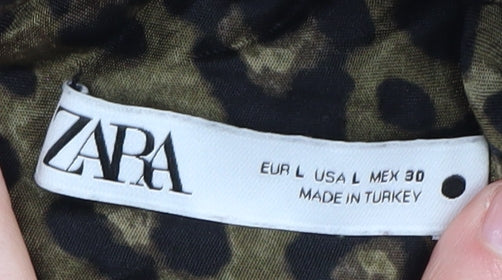 ZARA
EUR L USA L MEX 30
MADE IN TURKEY